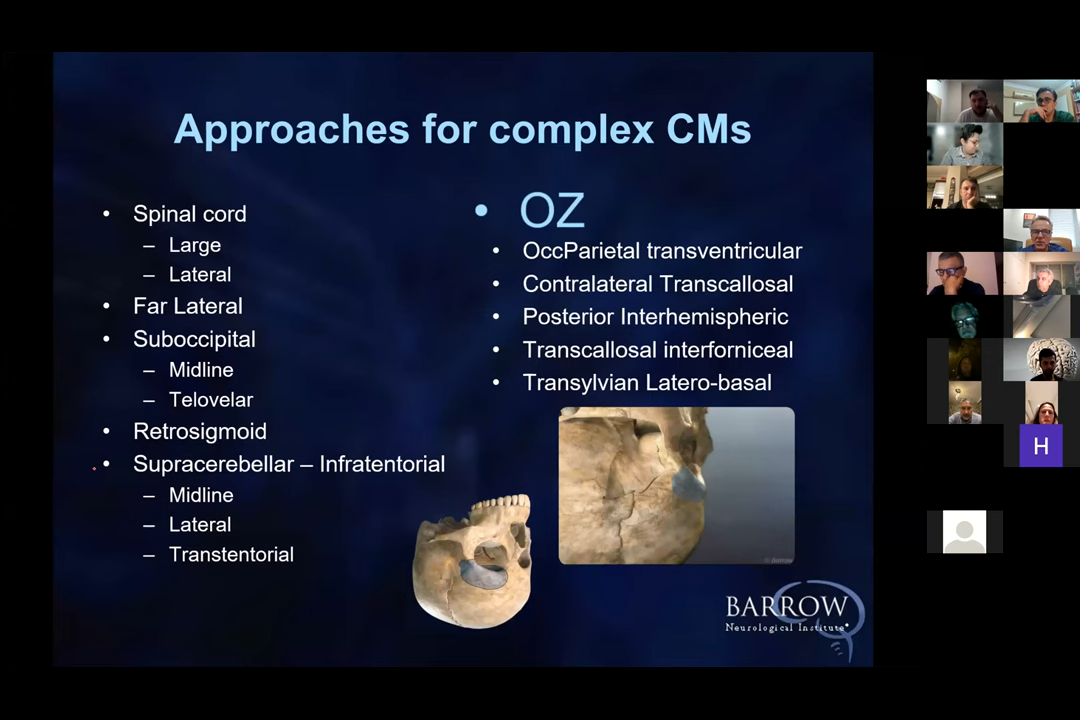 Approaches for complex CMs
• Spinal cord
– Large
– Lateral
• Far Lateral
• Suboccipital
– Midline
– Telovelar
• Retrosigmoid
• Supracerebellar – Infratentorial
– Midline
– Lateral
– Transtentorial
• OZ
• OccParietal transventricular
• Contralateral Transcallosal
• Posterior Interhemispheric
• Transcallosal interforniceal
• Transylvian Latero-basal
BARROW
Neurological Institute®
H